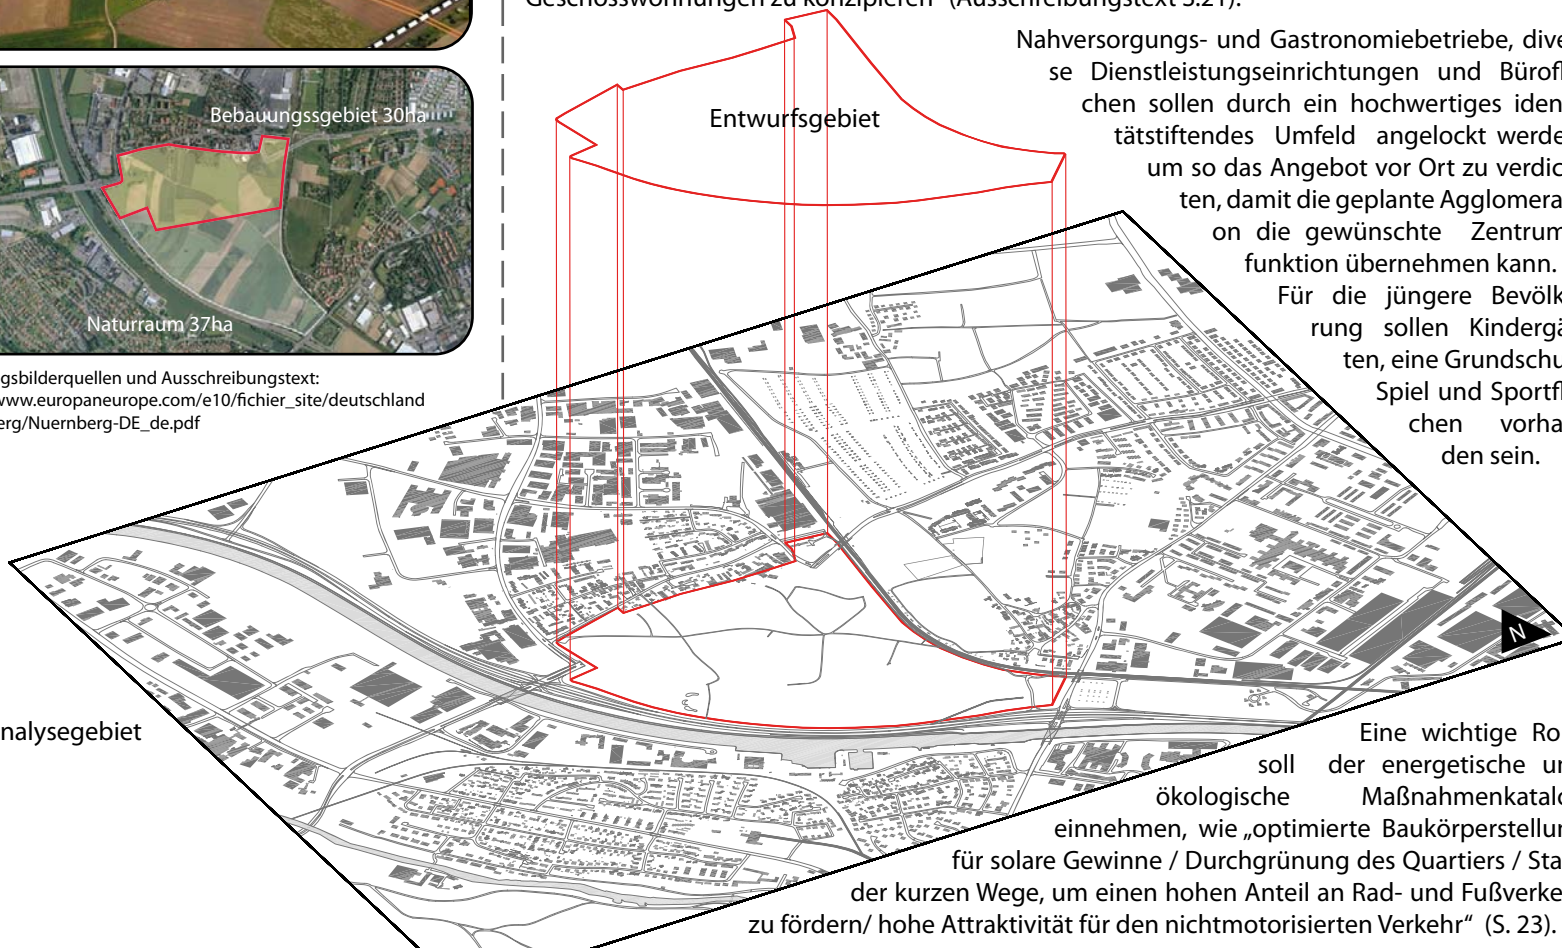 Geschosswohnungen zu konzipieren" (Ausschreibungstext S.21).
Nahversorgungs- und Gastronomiebetriebe, dive
se Dienstleistungseinrichtungen und Bürofl
chen sollen durch ein hochwertiges iden
tätstiftendes Umfeld angelockt werde
um so das Angebot vor Ort zu verdic
ten, damit die geplante Agglomera
on die gewünschte Zentrum
funktion übernehmen kann.
Für die jüngere Bevölk
rung sollen Kindergä
ten, eine Grundschu
Spiel und Sportfl
chen vorha
den sein.
Entwurfsgebiet
Bebauungssgebiet 30ha
Naturraum 37ha
gsbilderquellen und Ausschreibungstext:
www.europaneurope.com/e10/fichier_site/deutschland
erg/Nuernberg-DE_de.pdf
N
nalysegebiet
Eine wichtige Ro
soll der energetische u
ökologische Maßnahmenkatalo
einnehmen, wie „optimierte Baukörperstellun
für solare Gewinne / Durchgrünung des Quartiers / Sta
der kurzen Wege, um einen hohen Anteil an Rad- und Fußverke
zu fördern/ hohe Attraktivität für den nichtmotorisierten Verkehr“ (S. 23).